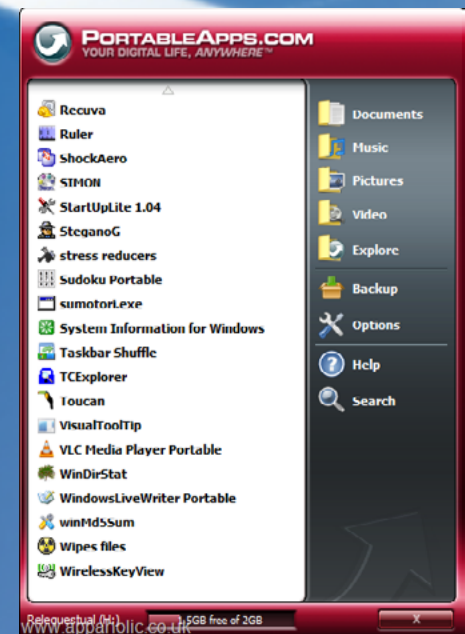 PORTABLEAPPS.COM
YOUR DIGITAL LIFE, ANYWHERE™
Recuva
Ruler
ShockAero
SIMON
StartUpLite 1.04
SteganoG
stress reducers
Sudoku Portable
sumotori.exe
System Information for Windows
Taskbar Shuffle
TCExplorer
Toucan
VisualToolTip
VLC Media Player Portable
WinDirStat
WindowsLiveWriter Portable
winMd5Sum
Wipes files
WirelessKeyView
Documents
Music
Pictures
Video
Explore
Backup
Options
Help
Search
Relequestual (H:) 1.5GB free of 2GB X
www.appaholic.co.uk